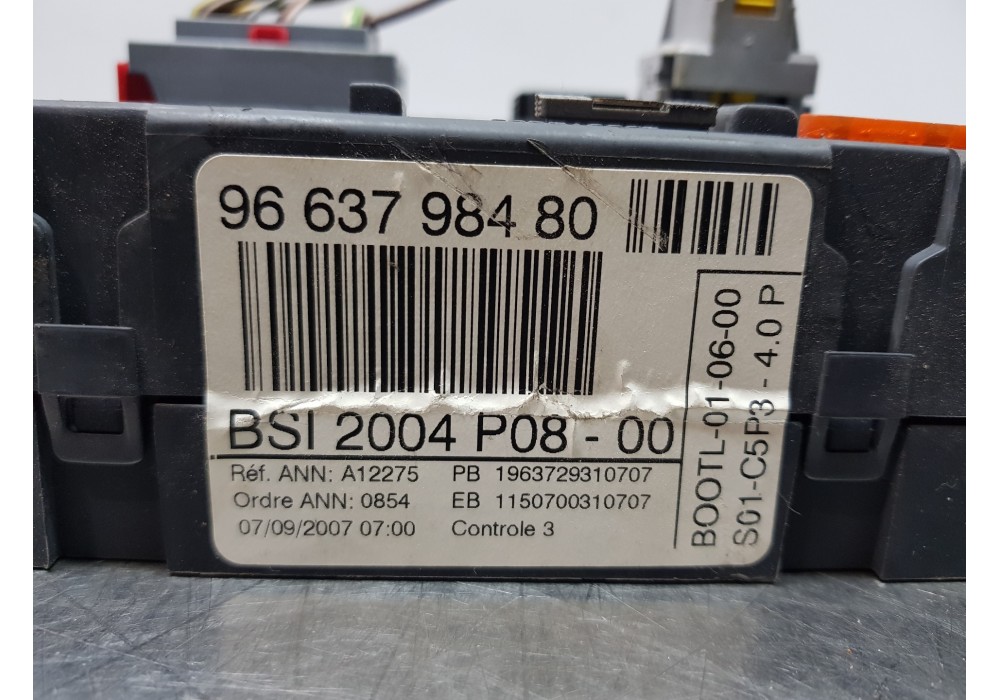 96 637 984 80
BSI 2004 P08 - 00
Réf. ANN: A12275 PB 1963729310707
Ordre ANN: 0854 EB 1150700310707
07/09/2007 07:00 Controle 3
BOOTL-01-06-00
S01-C5P3 - 4.0 P